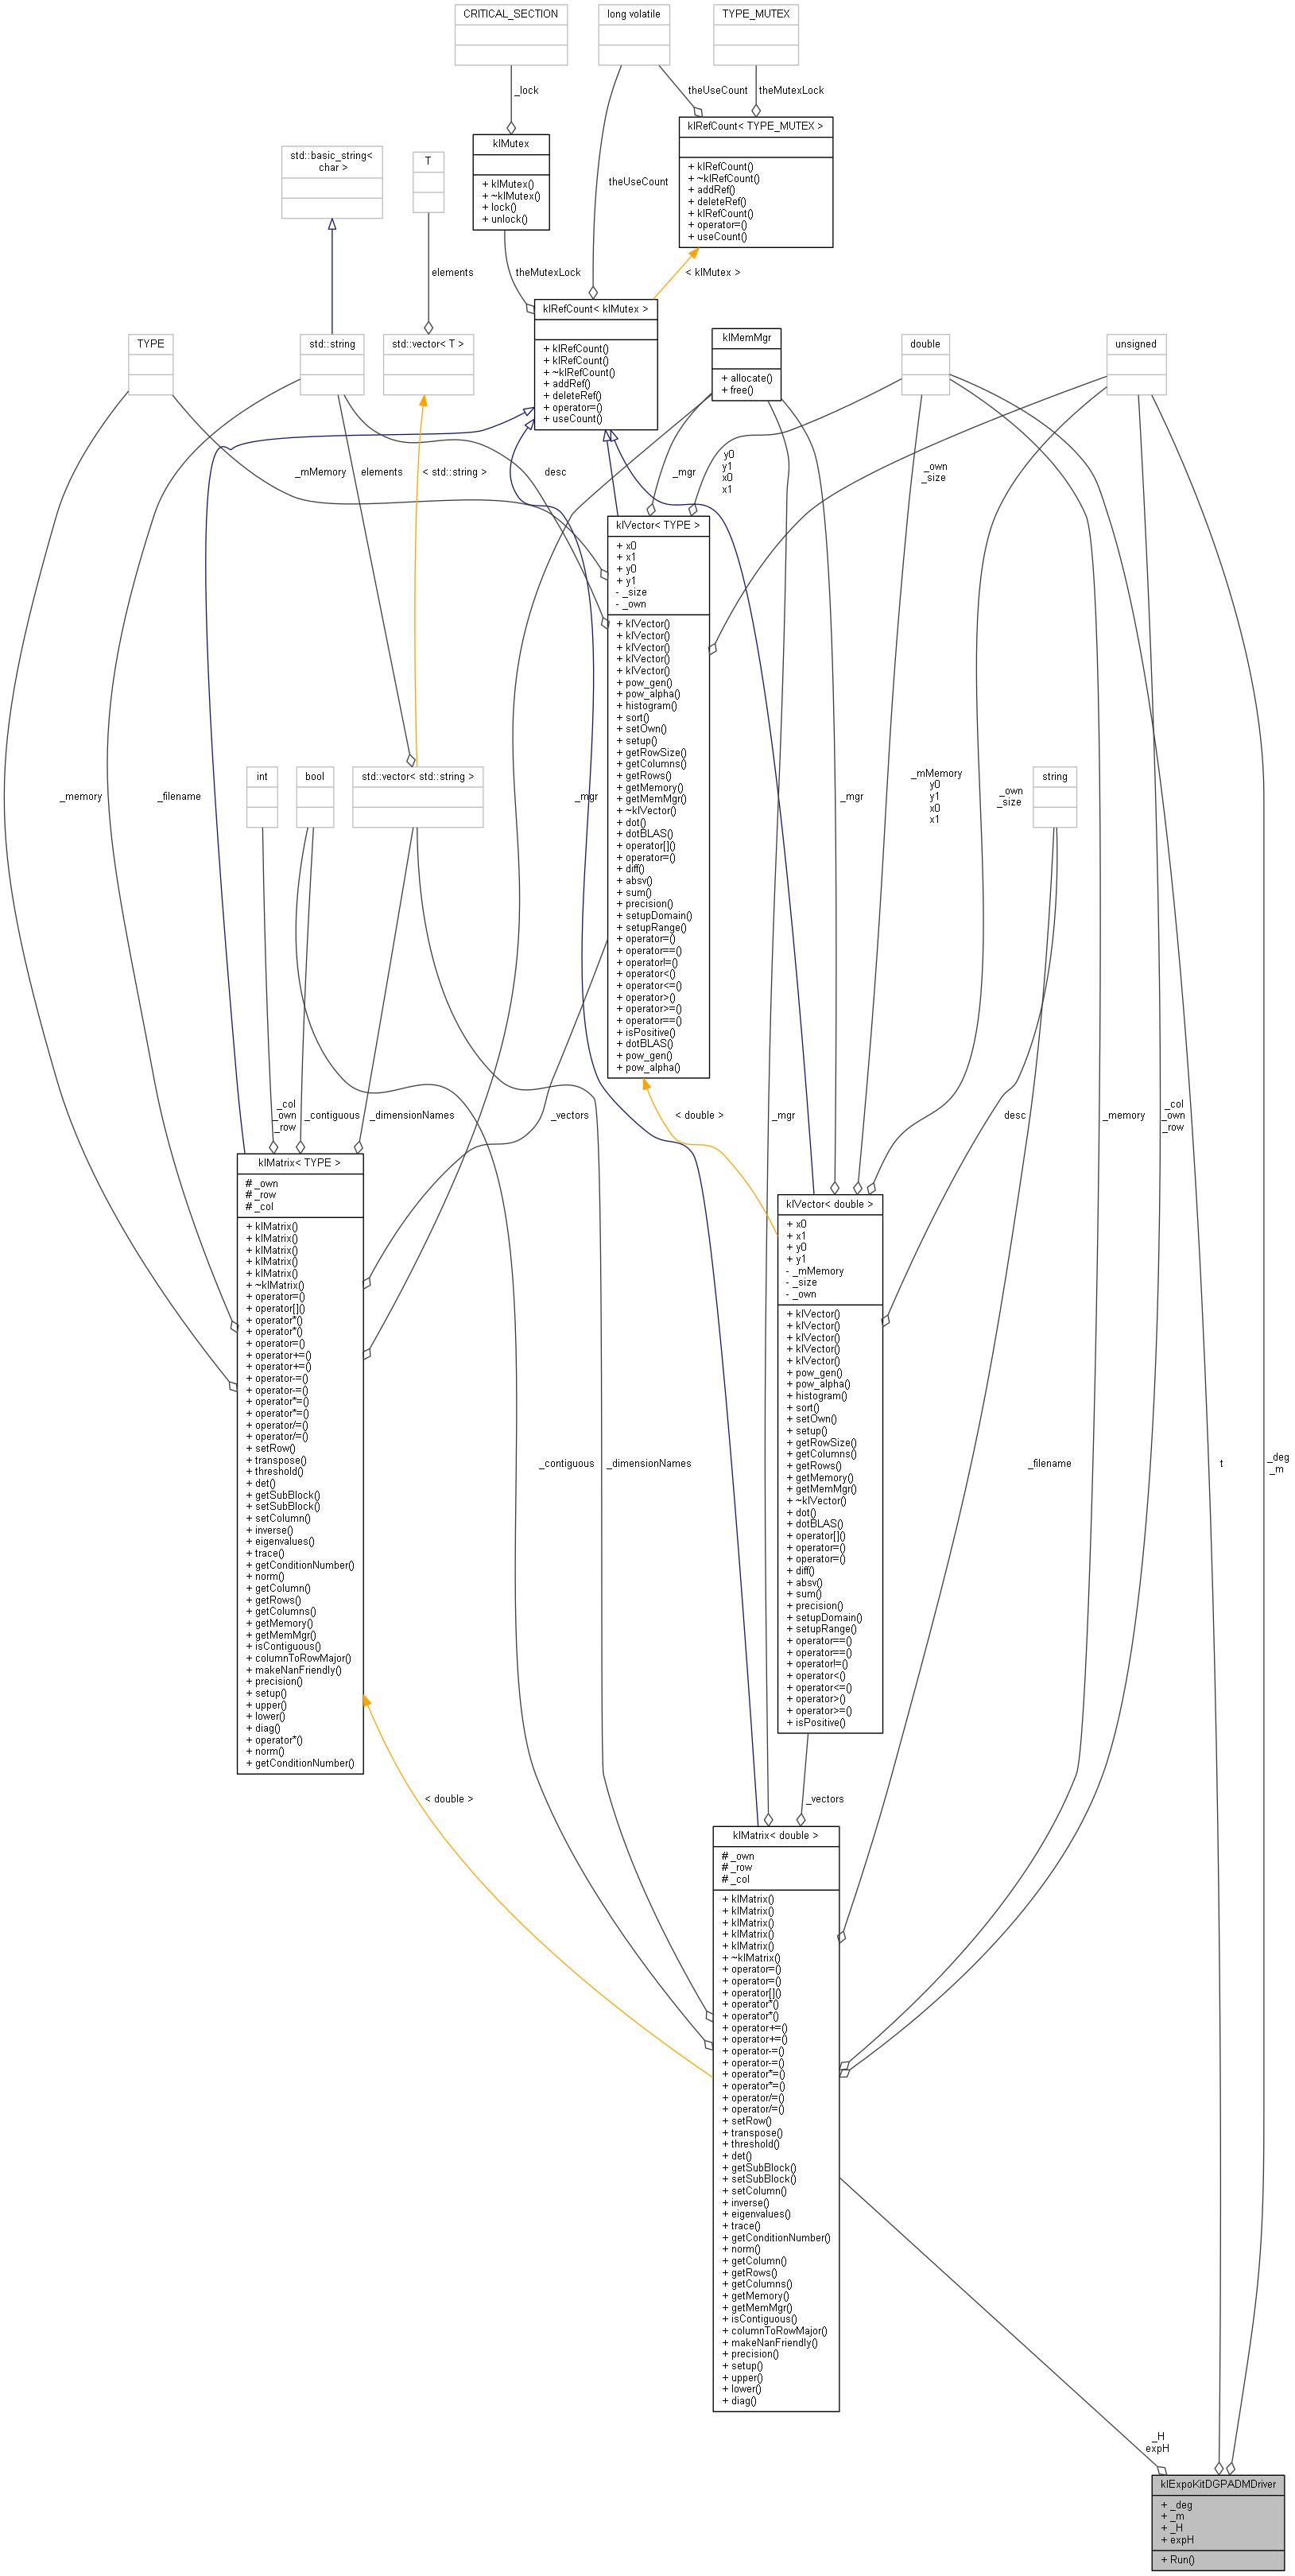 CRITICAL_SECTION
long volatile
TYPE_MUTEX
_lock
theUseCount
theMutexLock
klRefCount< TYPE_MUTEX >
+ klRefCount()
+ ~klRefCount()
+ addRef()
+ deleteRef()
+ klRefCount()
+ operator=()
+ useCount()
klMutex
+ klMutex()
+ ~klMutex()
+ lock()
+ unlock()
std::basic_string<
char >
T
theUseCount
elements
theMutexLock
< klMutex >
klRefCount< klMutex >
+ klRefCount()
+ klRefCount()
+ ~klRefCount()
+ addRef()
+ deleteRef()
+ operator=()
+ useCount()
TYPE
std::string
std::vector< T >
klMemMgr
+ allocate()
+ free()
double
unsigned
_mMemory
elements
< std::string >
desc
_mgr
y0
y1
x0
x1
_own
_size
klVector< TYPE >
+ x0
+ x1
+ y0
+ y1
- _size
- _own
+ klVector()
+ klVector()
+ klVector()
+ klVector()
+ klVector()
+ pow_gen()
+ pow_alpha()
+ histogram()
+ sort()
+ setOwn()
+ setup()
+ getRowSize()
+ getColumns()
+ getRows()
+ getMemory()
+ getMemMgr()
+ ~klVector()
+ dot()
+ dotBLAS()
+ operator[]()
+ operator=()
+ diff()
+ absv()
+ sum()
+ precision()
+ setupDomain()
+ setupRange()
+ operator=()
+ operator==()
+ operator!=()
+ operator<()
+ operator<=()
+ operator>()
+ operator>=()
+ operator==()
+ isPositive()
+ dotBLAS()
+ pow_gen()
+ pow_alpha()
int
bool
std::vector< std::string >
string
_memory
_filename
_mgr
_mgr
_mMemory
y0
y1
x0
x1
_own
_size
_col
_own
_row
_contiguous
_dimensionNames
_vectors
< double >
_mgr
desc
_memory
_col
_own
_row
klMatrix< TYPE >
# _own
# _row
# _col
+ klMatrix()
+ klMatrix()
+ klMatrix()
+ klMatrix()
+ klMatrix()
+ ~klMatrix()
+ operator=()
+ operator[]()
+ operator*()
+ operator*()
+ operator=()
+ operator+=()
+ operator+=()
+ operator-=()
+ operator-=()
+ operator*=()
+ operator*=()
+ operator/=()
+ operator/=()
+ setRow()
+ transpose()
+ threshold()
+ det()
+ getSubBlock()
+ setSubBlock()
+ setColumn()
+ inverse()
+ eigenvalues()
+ trace()
+ getConditionNumber()
+ norm()
+ getColumn()
+ getRows()
+ getColumns()
+ getMemory()
+ getMemMgr()
+ isContiguous()
+ columnToRowMajor()
+ makeNanFriendly()
+ precision()
+ setup()
+ upper()
+ lower()
+ diag()
+ operator*()
+ norm()
+ getConditionNumber()
klVector< double >
+ x0
+ x1
+ y0
+ y1
- _mMemory
- _size
- _own
+ klVector()
+ klVector()
+ klVector()
+ klVector()
+ klVector()
+ pow_gen()
+ pow_alpha()
+ histogram()
+ sort()
+ setOwn()
+ setup()
+ getRowSize()
+ getColumns()
+ getRows()
+ getMemory()
+ getMemMgr()
+ ~klVector()
+ dot()
+ dotBLAS()
+ operator[]()
+ operator=()
+ operator=()
+ diff()
+ absv()
+ sum()
+ precision()
+ setupDomain()
+ setupRange()
+ operator==()
+ operator==()
+ operator!=()
+ operator<()
+ operator<=()
+ operator>()
+ operator>=()
+ isPositive()
_contiguous
_dimensionNames
_filename
t
_deg
_m
< double >
_vectors
klMatrix< double >
# _own
# _row
# _col
+ klMatrix()
+ klMatrix()
+ klMatrix()
+ klMatrix()
+ klMatrix()
+ ~klMatrix()
+ operator=()
+ operator=()
+ operator[]()
+ operator*()
+ operator*()
+ operator+=()
+ operator+=()
+ operator-=()
+ operator-=()
+ operator*=()
+ operator*=()
+ operator/=()
+ operator/=()
+ setRow()
+ transpose()
+ threshold()
+ det()
+ getSubBlock()
+ setSubBlock()
+ setColumn()
+ inverse()
+ eigenvalues()
+ trace()
+ getConditionNumber()
+ norm()
+ getColumn()
+ getRows()
+ getColumns()
+ getMemory()
+ getMemMgr()
+ isContiguous()
+ columnToRowMajor()
+ makeNanFriendly()
+ precision()
+ setup()
+ upper()
+ lower()
+ diag()
_H
expH
klExpoKitDGPADMDriver
+ _deg
+ _m
+ _H
+ expH
+ Run()